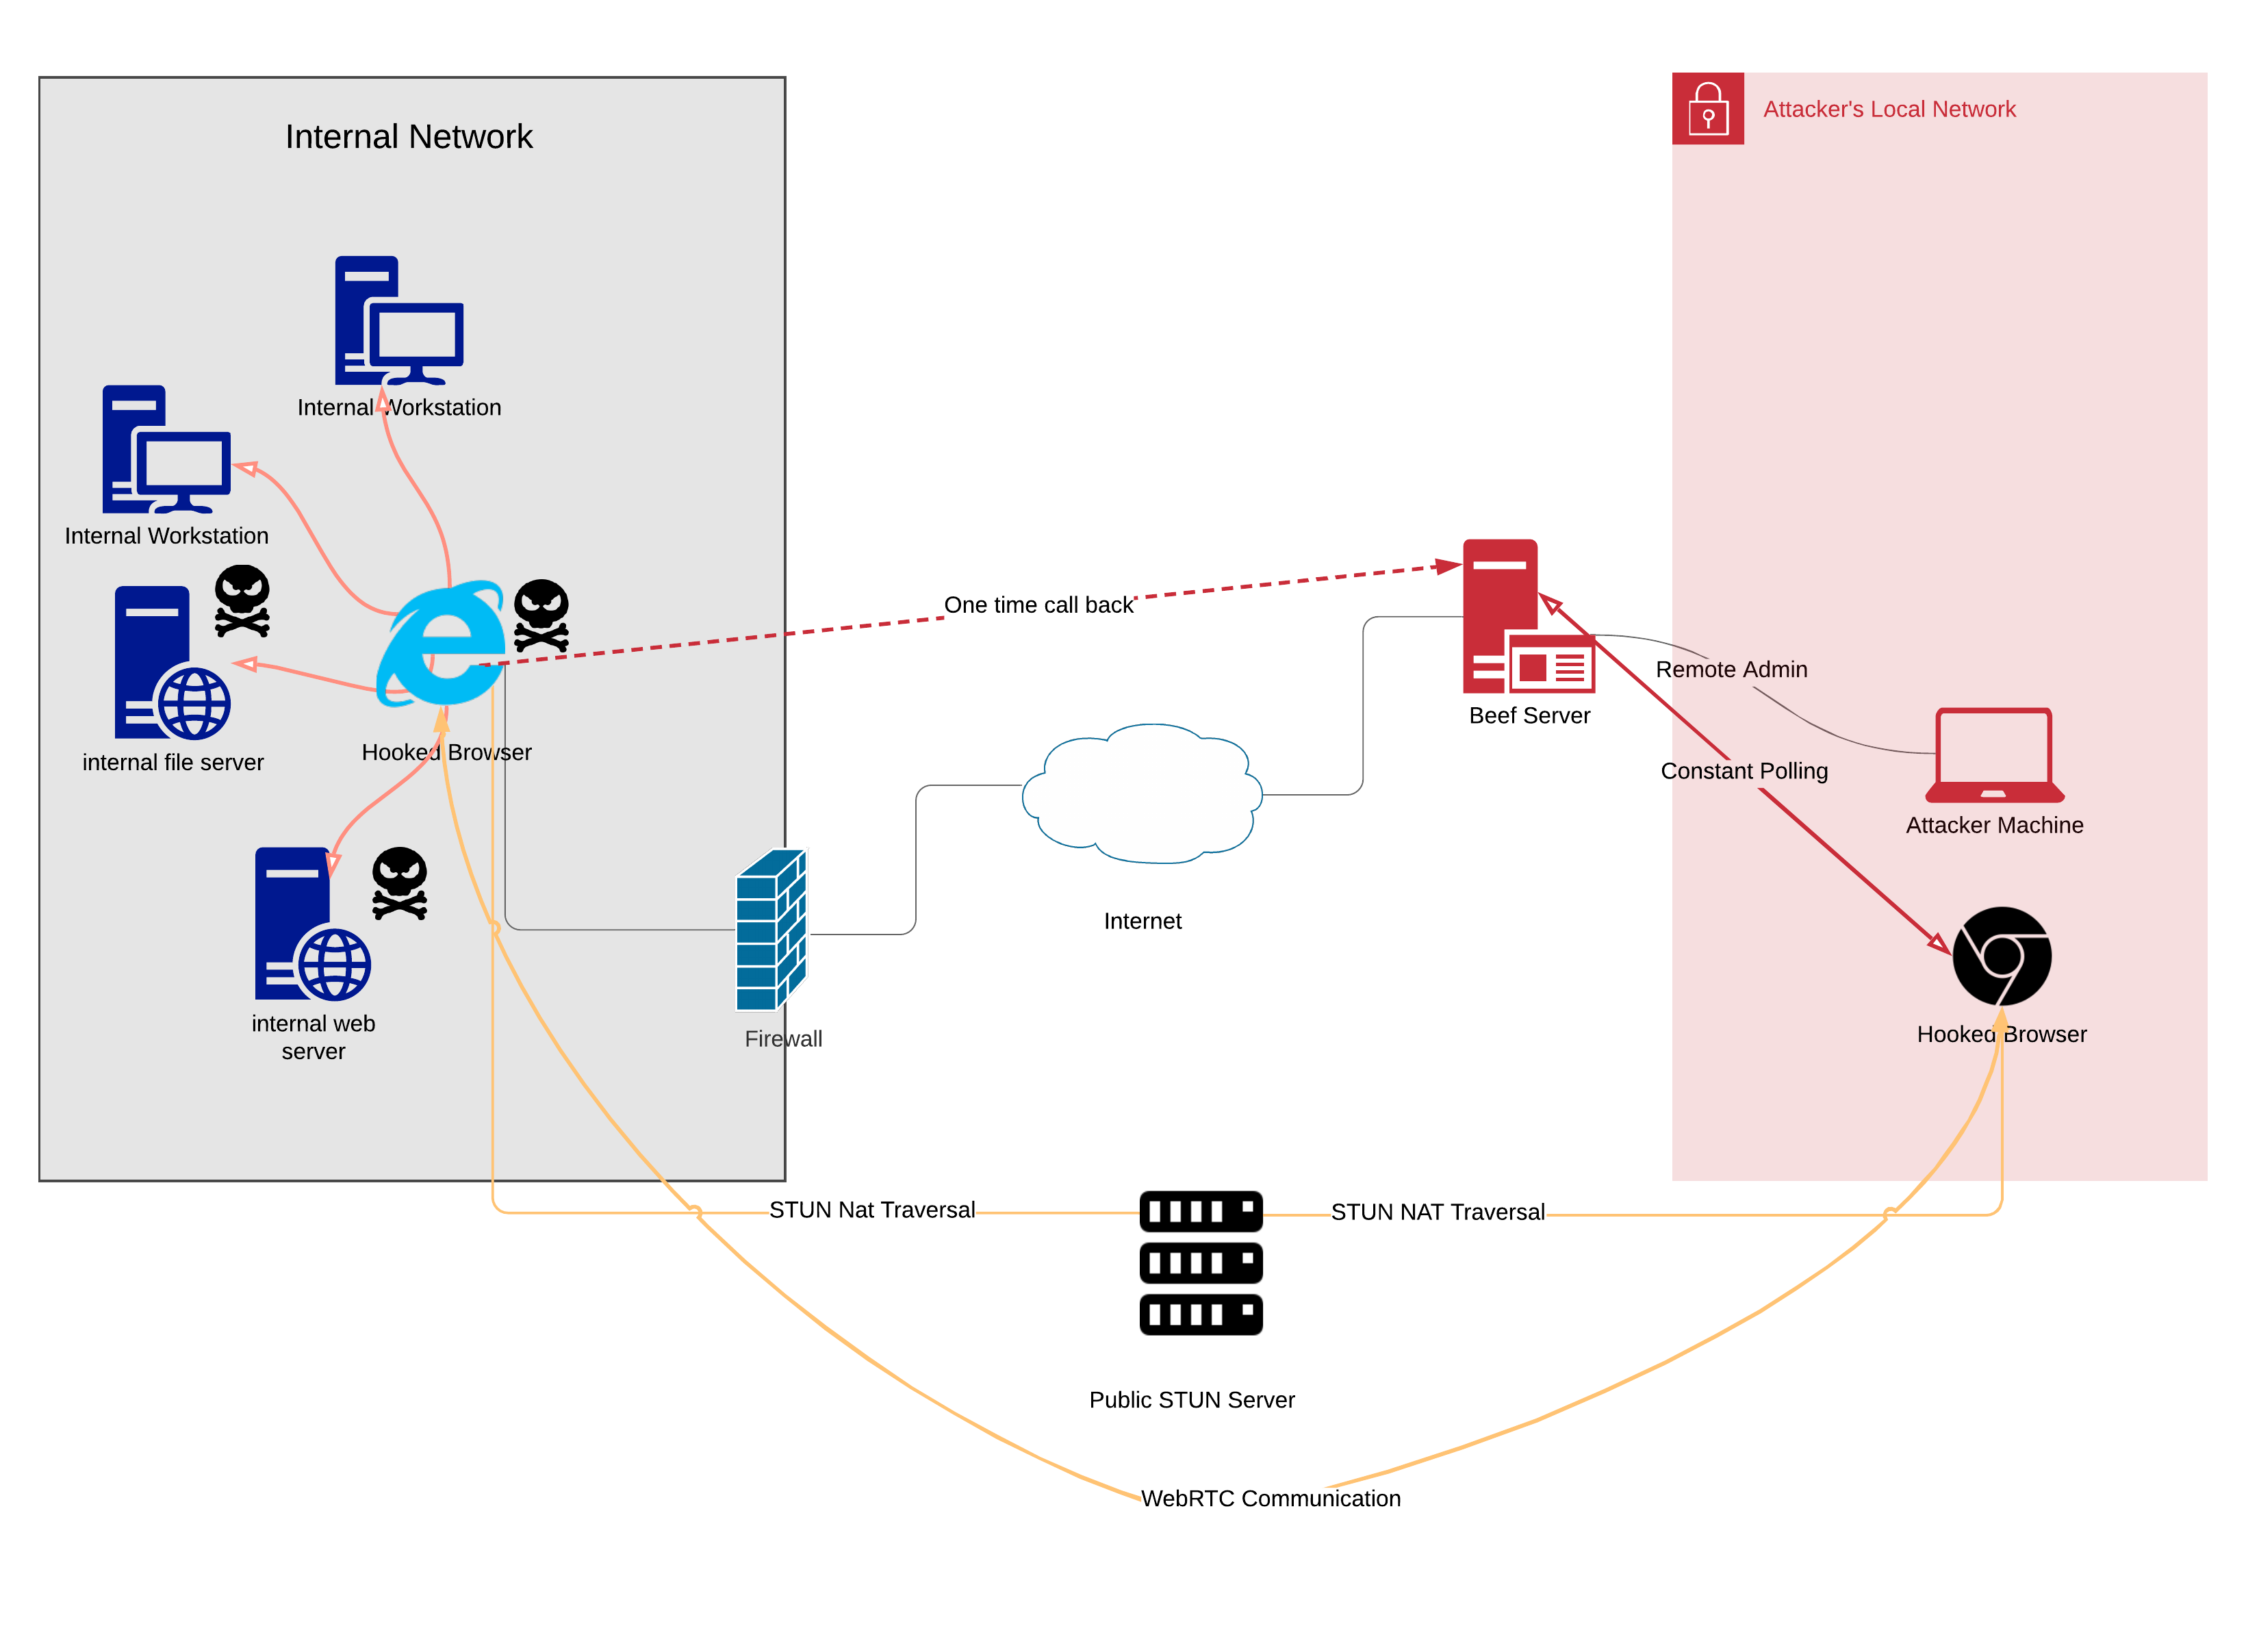 Internal Network
Attacker's Local Network
Internal Workstation
Internal Workstation
One time call back
Remote Admin
Beef Server
Hooked Browser
internal file server
Constant Polling
Attacker Machine
Internet
internal web
server
Firewall
Hooked Browser
STUN Nat Traversal
STUN NAT Traversal
Public STUN Server
WebRTC Communication